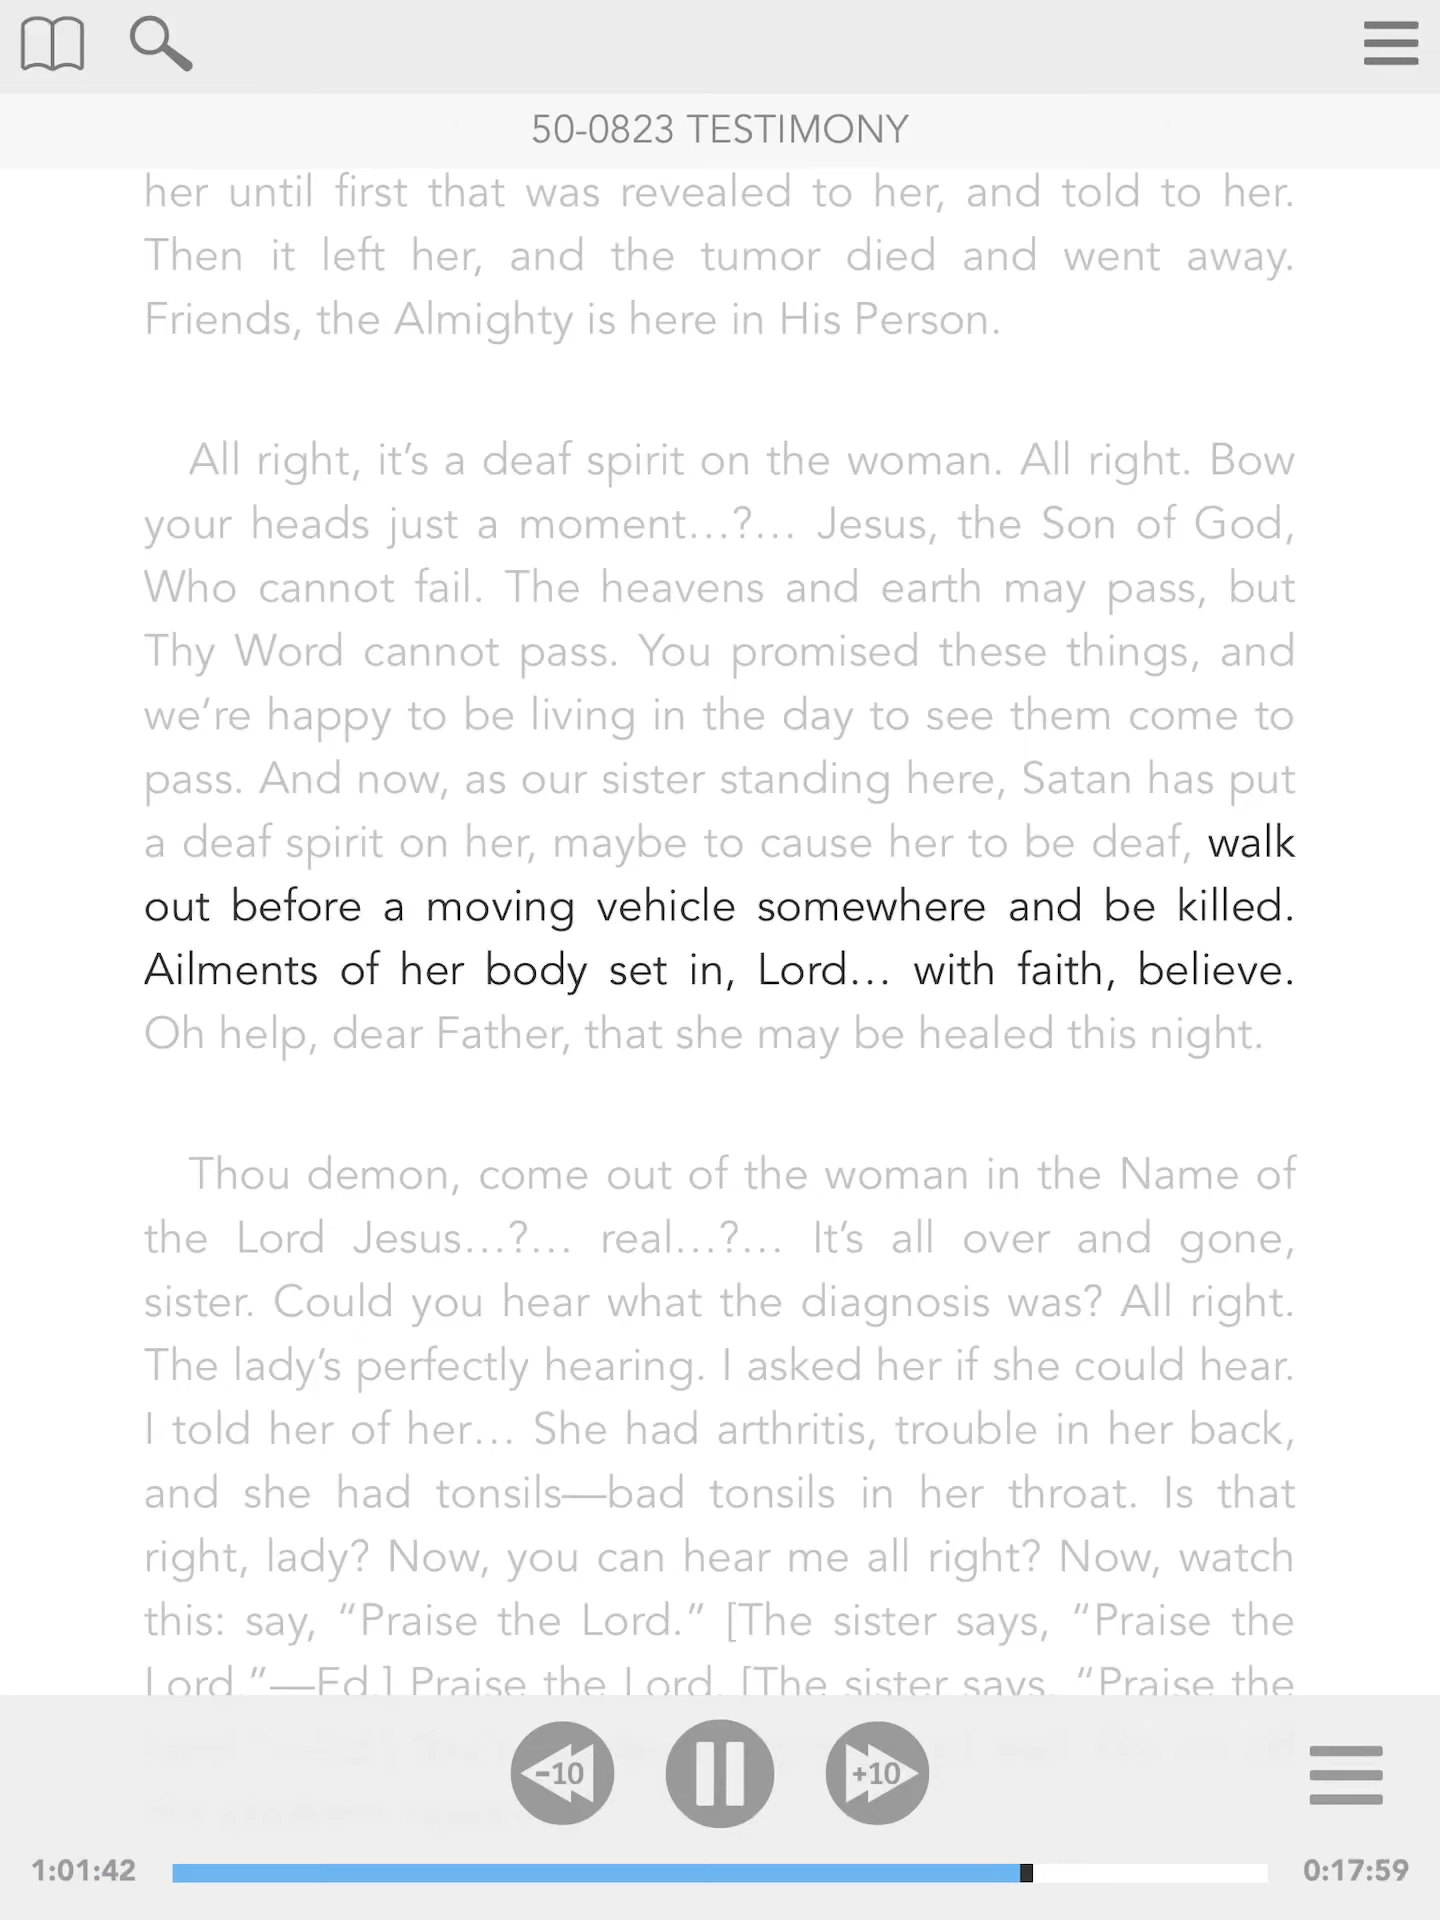 50-0823 TESTIMONY
her until first that was revealed to her, and told to her.
Then it left her, and the tumor died and went away.
Friends, the Almighty is here in His Person.
All right, it’s a deaf spirit on the woman. All right. Bow
your heads just a moment…?… Jesus, the Son of God,
Who cannot fail. The heavens and earth may pass, but
Thy Word cannot pass. You promised these things, and
we’re happy to be living in the day to see them come to
pass. And now, as our sister standing here, Satan has put
a deaf spirit on her, maybe to cause her to be deaf, walk
out before a moving vehicle somewhere and be killed.
Ailments of her body set in, Lord… with faith, believe.
Oh help, dear Father, that she may be healed this night.
Thou demon, come out of the woman in the Name of
the Lord Jesus…?… real…?… It’s all over and gone,
sister. Could you hear what the diagnosis was? All right.
The lady’s perfectly hearing. I asked her if she could hear.
I told her of her… She had arthritis, trouble in her back,
and she had tonsils—bad tonsils in her throat. Is that
right, lady? Now, you can hear me all right? Now, watch
this: say, “Praise the Lord.” [The sister says, “Praise the
Lord.”—Ed.] Praise the Lord. [The sister says, “Praise the
-10 +10
1:01:42 0:17:59